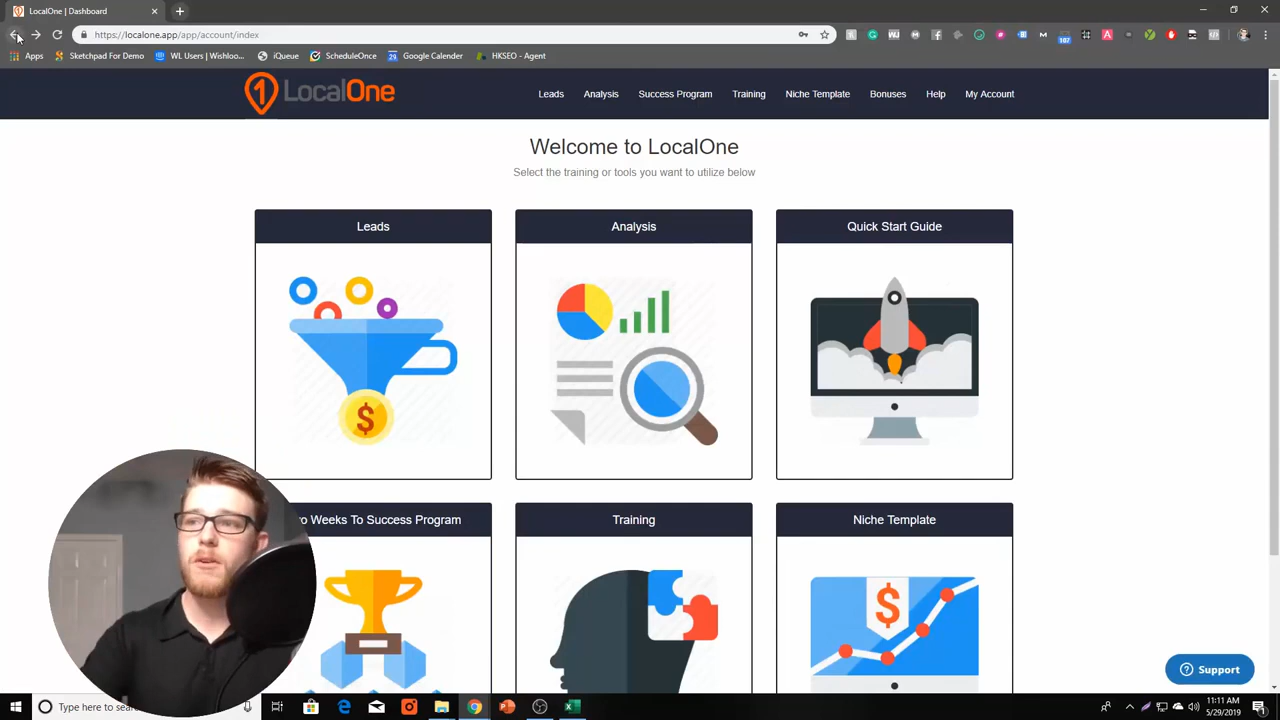 LocalOne | Dashboard
https://localone.app/app/account/index
Apps
Sketchpad For Demo
WL Users | Wishloo...
iQueue
ScheduleOnce
Google Calender
HKSEO - Agent
LocalOne
Leads
Analysis
Success Program
Training
Niche Template
Bonuses
Help
My Account
Welcome to LocalOne
Select the training or tools you want to utilize below
Leads
Analysis
Quick Start Guide
Weeks To Success Program
Training
Niche Template
Support
Type here to sear
11:11 AM
5/29/2019